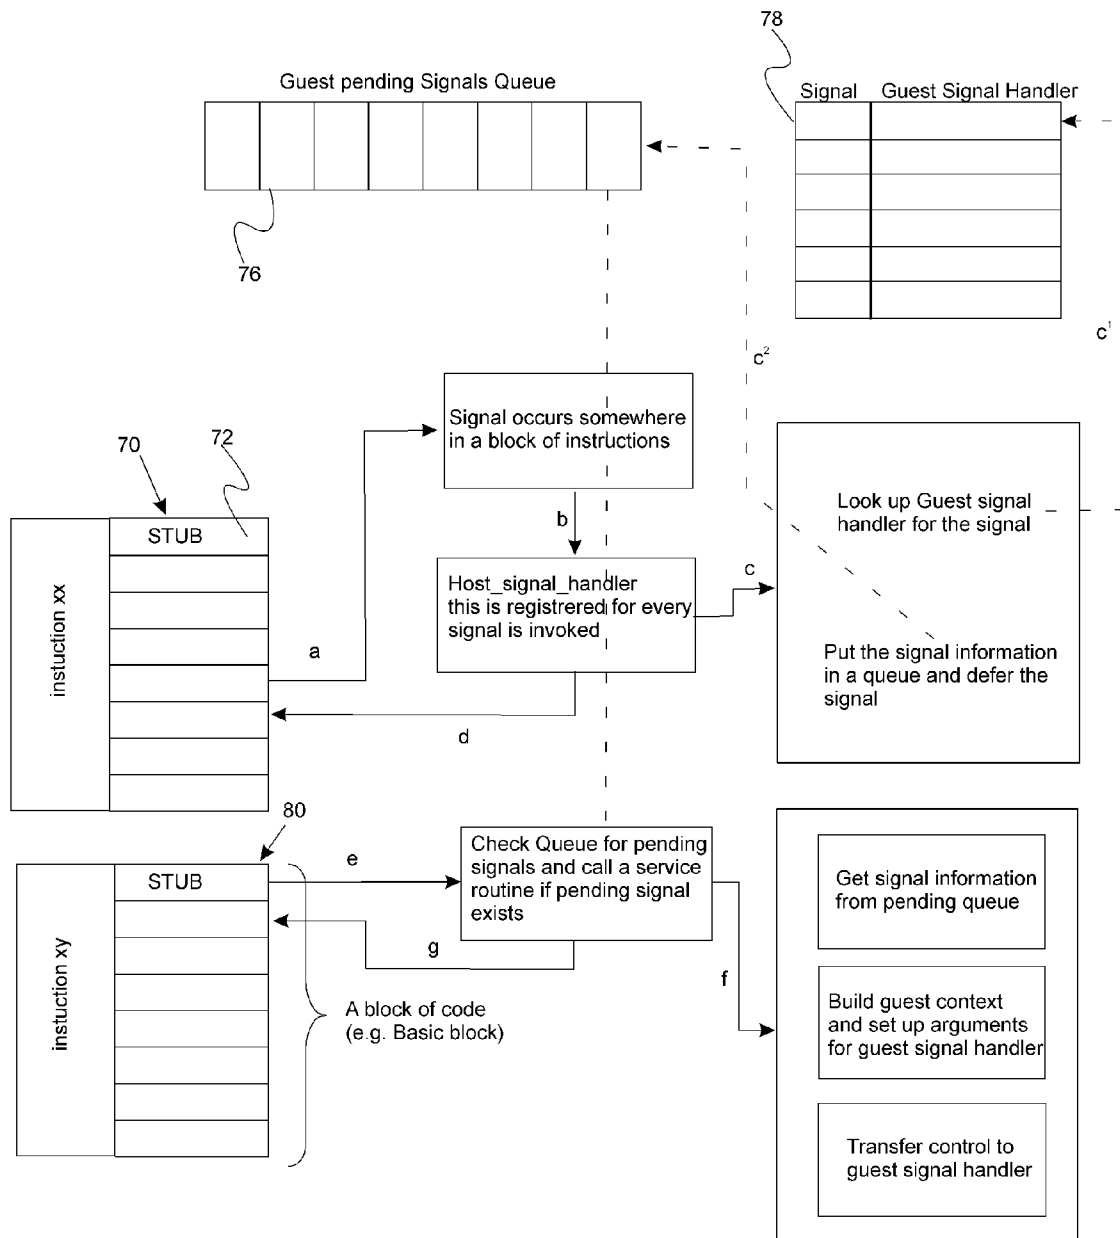 78
Guest pending Signals Queue
Signal
Guest Signal Handler
76
c²
c¹
Signal occurs somewhere
in a block of instructions
70
72
b
STUB
Look up Guest signal
handler for the signal
instuction xx
Host_signal_handler
this is registrered for every
signal is invoked
c
a
Put the signal information
in a queue and defer the
signal
d
80
Check Queue for pending
signals and call a service
routine if pending signal
exists
e
STUB
Get signal information
from pending queue
instuction xy
g
f
A block of code
(e.g. Basic block)
Build guest context
and set up arguments
for guest signal handler
Transfer control to
guest signal handler